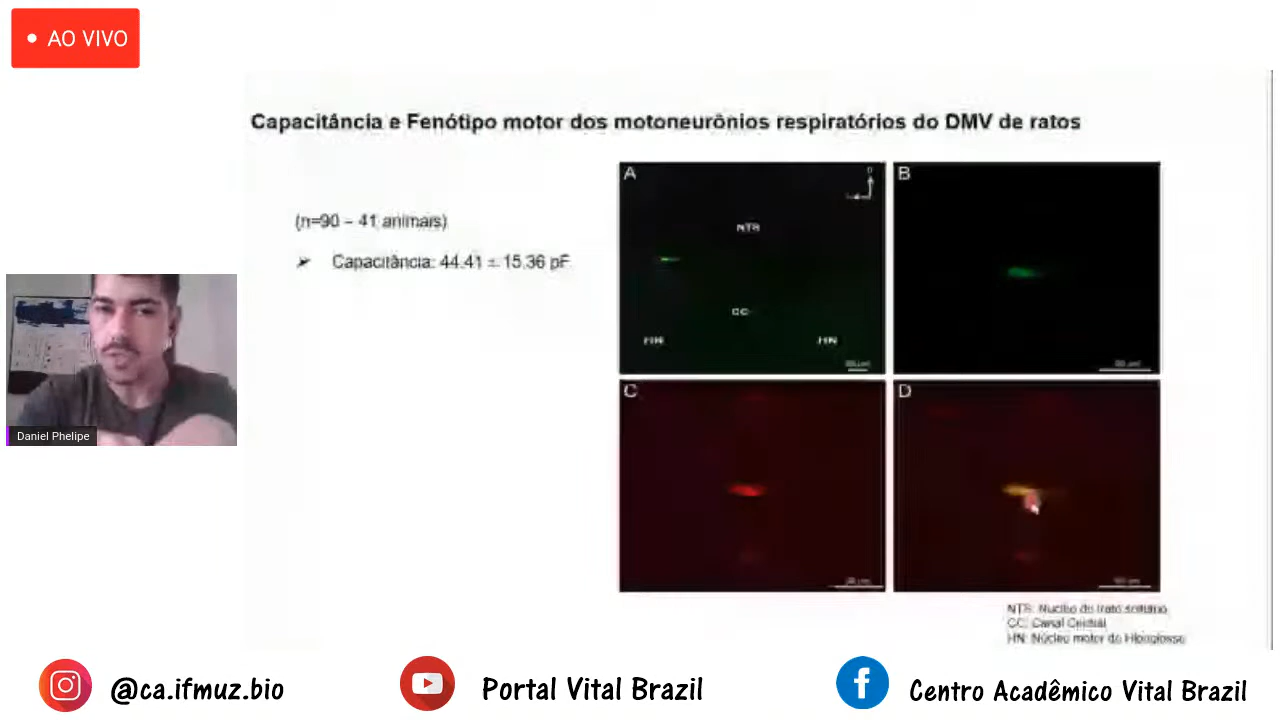 AO VIVO
Capacitância e Fenótipo motor dos motoneurônios respiratórios do DMV de ratos
(n=90 – 41 animais)
Capacitância: 44.41 ± 15.36 pF
A
D
NTS
CC
HN
HN
B
C
D
NTS: Núcleo do trato solitário
CC: Canal Central
HN: Núcleo motor do Hipoglosso
Daniel Phelipe
@ca.ifmuz.bio
Portal Vital Brazil
Centro Acadêmico Vital Brazil